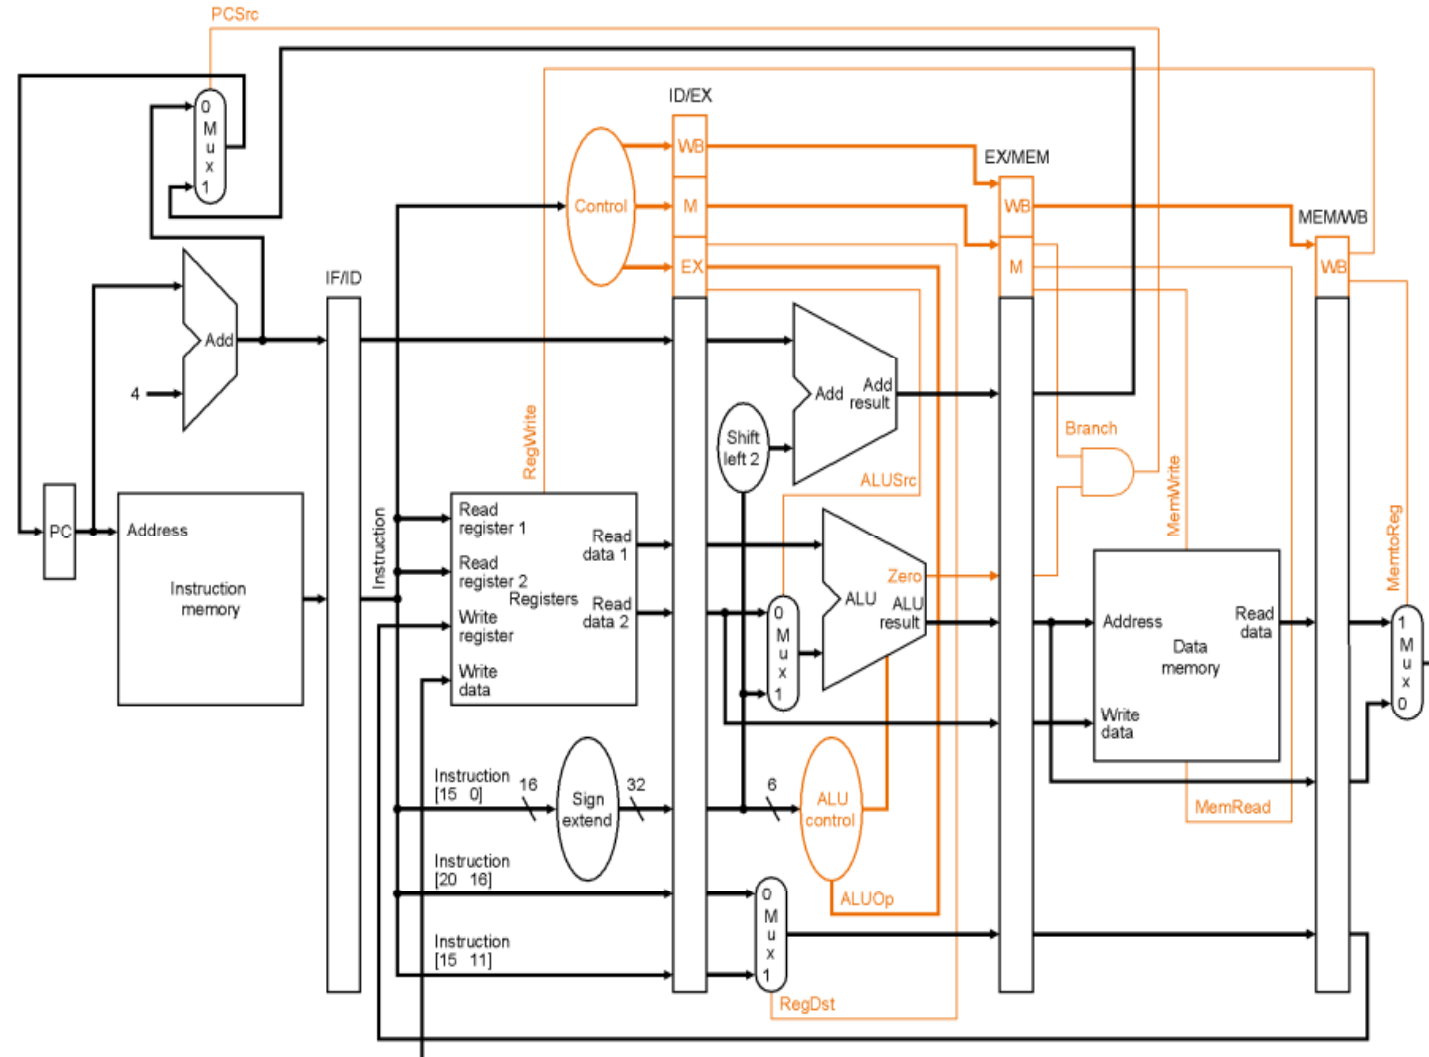 PCSrc
ID/EX
0
M
u
x
1
WB
EX/MEM
Control
M
WB
MEM/WB
EX
M
WB
IF/ID
Add
4
Add
Add
result
Shift
left 2
Branch
RegWrite
ALUSrc
MemWrite
MemtoReg
PC
Address
Instruction
memory
Instruction
Read
register 1
Read
register 2
Write
register
Write
data
Registers
Read
data 1
Read
data 2
0
M
u
x
1
Zero
ALU
ALU
result
Address
Read
data
Data
memory
Write
data
1
M
u
x
0
Instruction
[15 0]
16
Sign
extend
32
6
ALU
control
MemRead
Instruction
[20 16]
ALUOp
0
M
u
x
1
Instruction
[15 11]
RegDst